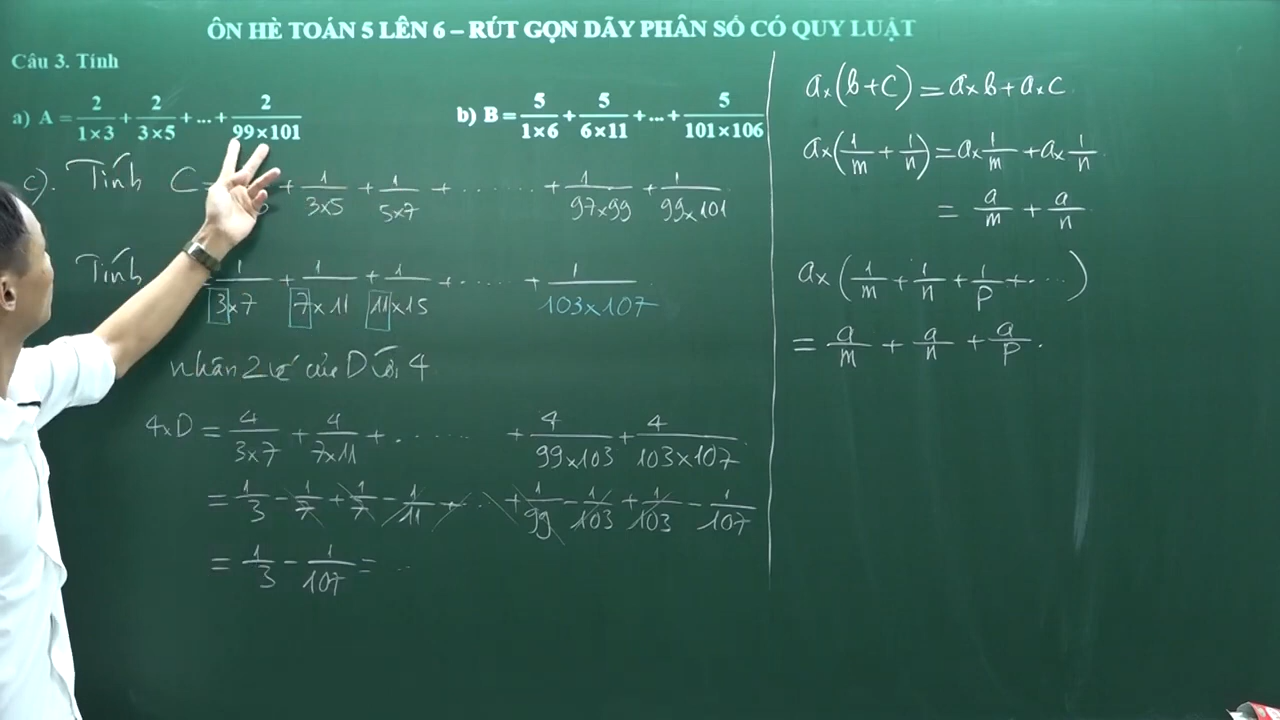 ÔN HÈ TOÁN 5 LÊN 6 – RÚT GỌN DÃY PHÂN SỐ CÓ QUY LUẬT
Câu 3. Tính
a) A = 2/(1×3) + 2/(3×5) + ... + 2/(99×101)
b) B = 5/(1×6) + 5/(6×11) + ... + 5/(101×106)
c). Tính C = + 1/(3×5) + 1/(5×7) + ........ + 1/(97×99) + 1/(99×101)
Tính = 1/(3×7) + 1/(7×11) + 1/(11×15) + ...... + 1/(103×107)
nhân 2 vế của D với 4
4×D = 4/(3×7) + 4/(7×11) + ....... + 4/(99×103) + 4/(103×107)
= 1/3 - 1/7 + 1/7 - 1/11 + ... + 1/99 - 1/103 + 1/103 - 1/107
= 1/3 - 1/107 = ..
a×(b+c) = a×b + a×c
a×(1/m + 1/n) = a×1/m + a×1/n
= a/m + a/n
a×(1/m + 1/n + 1/p + ....)
= a/m + a/n + a/p .